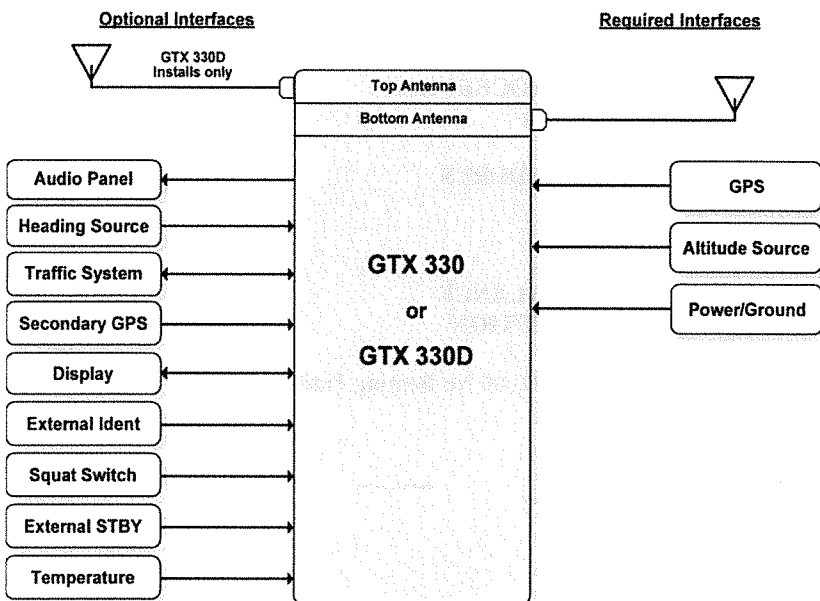 Optional Interfaces
Required Interfaces
GTX 330D
Installs only
Top Antenna
Bottom Antenna
Audio Panel
Heading Source
Traffic System
Secondary GPS
Display
External Ident
Squat Switch
External STBY
Temperature
GTX 330
or
GTX 330D
GPS
Altitude Source
Power/Ground